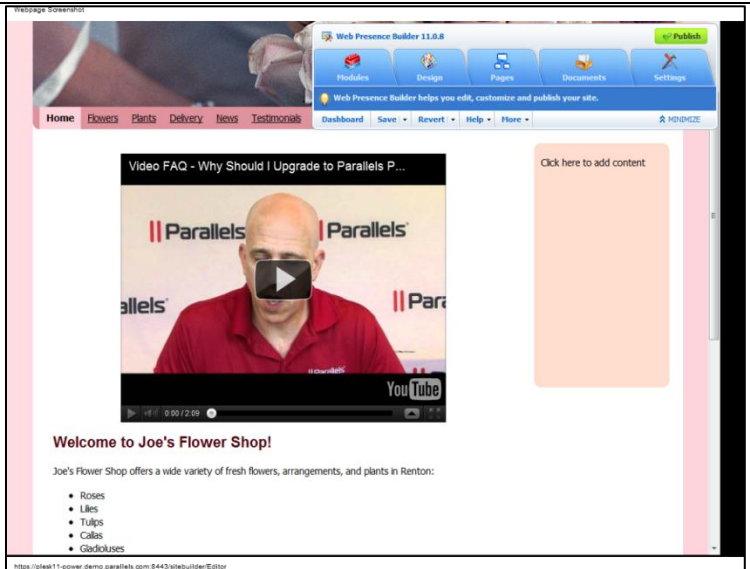 Webpage Screenshot
Web Presence Builder 11.0.8
Publish
Modules
Design
Pages
Documents
Settings
Web Presence Builder helps you edit, customize and publish your site.
Dashboard Save Revert Help More MINIMIZE
Home Flowers Plants Delivery News Testimonials
Video FAQ - Why Should I Upgrade to Parallels P...
Click here to add content
Parallels
Parallels
allels
Para
Parallels
YouTube
0:00 / 2:09
Welcome to Joe's Flower Shop!
Joe's Flower Shop offers a wide variety of fresh flowers, arrangements, and plants in Renton:
Roses
Lilies
Tulips
Callas
Gladioluses
https://plesk11-power.demo.parallels.com:8443/sitebuilder/Editor